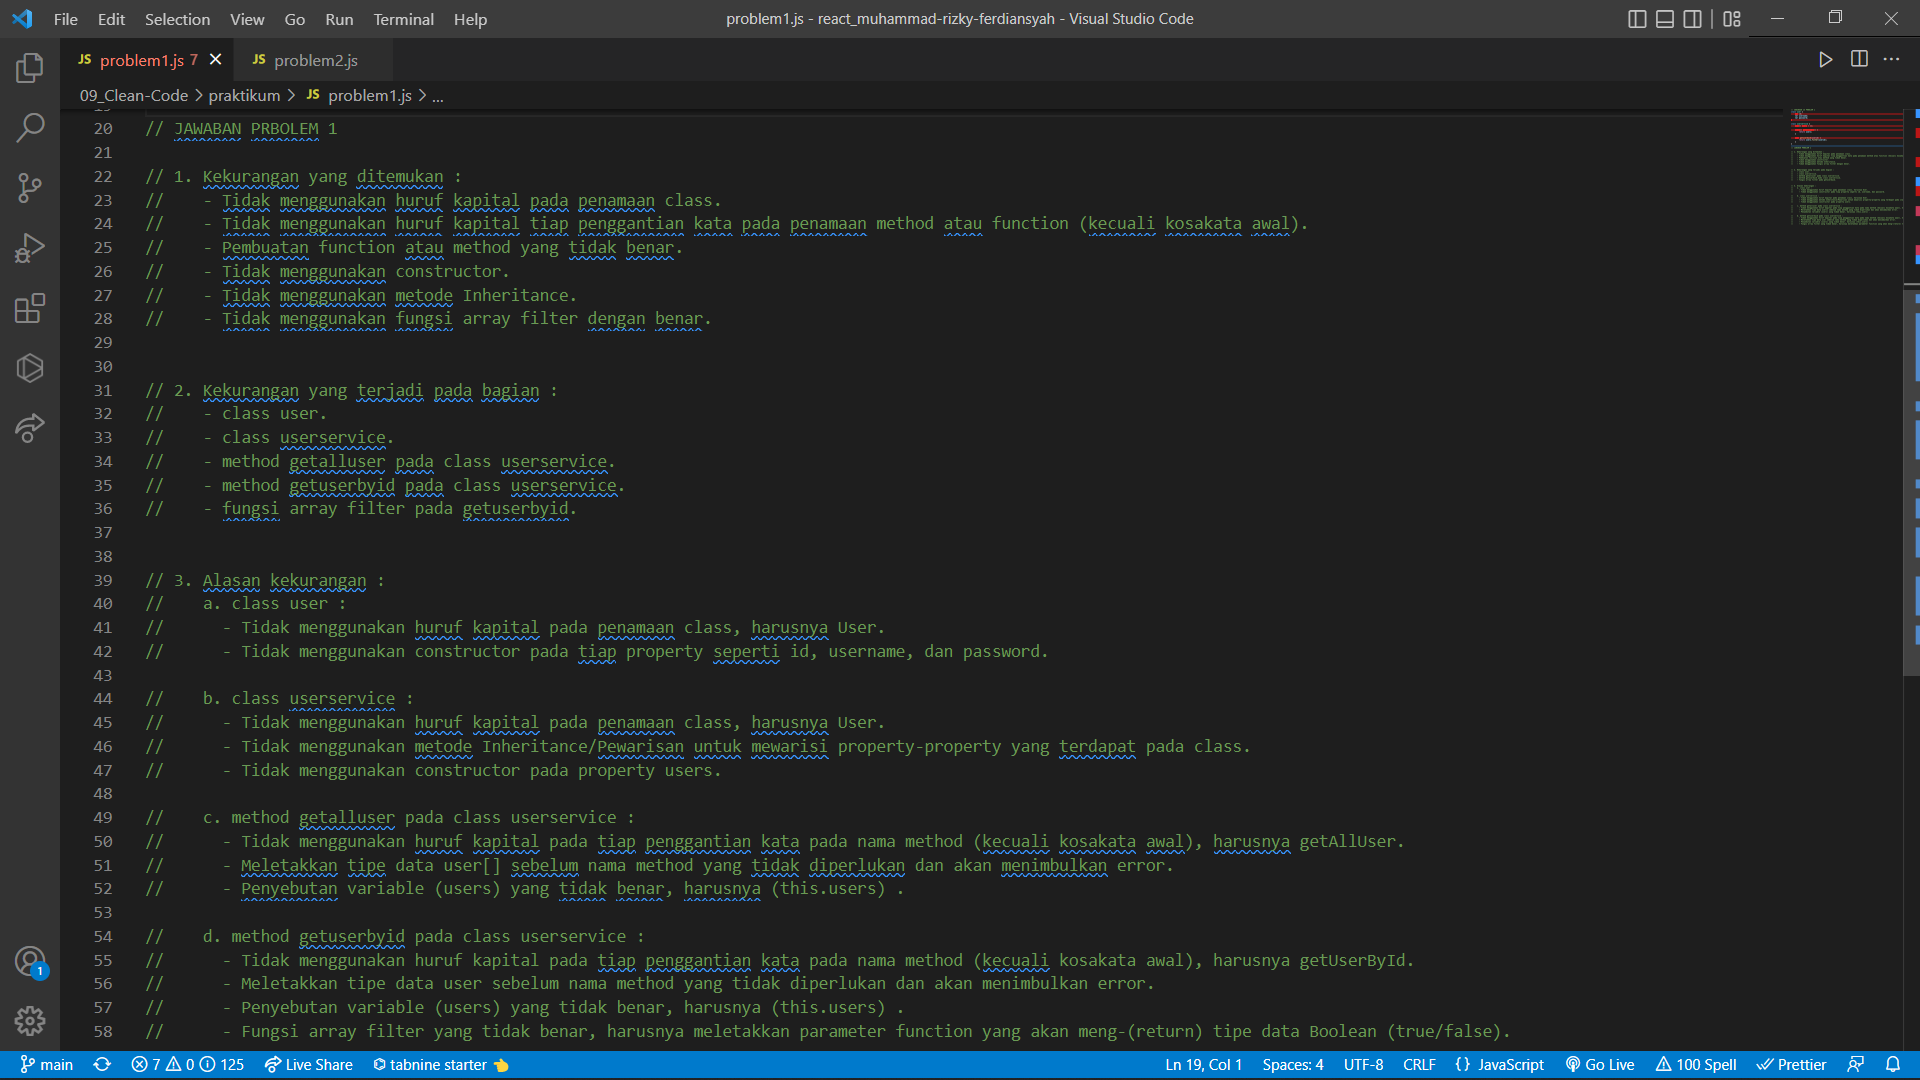 File Edit Selection View Go Run Terminal Help problem1.js - react_muhammad-rizky-ferdiansyah - Visual Studio Code
JS problem1.js 7 JS problem2.js
09_Clean-Code > praktikum > JS problem1.js > ...
20 // JAWABAN PRBOLEM 1
21
22 // 1. Kekurangan yang ditemukan :
23 // - Tidak menggunakan huruf kapital pada penamaan class.
24 // - Tidak menggunakan huruf kapital tiap penggantian kata pada penamaan method atau function (kecuali kosakata awal).
25 // - Pembuatan function atau method yang tidak benar.
26 // - Tidak menggunakan constructor.
27 // - Tidak menggunakan metode Inheritance.
28 // - Tidak menggunakan fungsi array filter dengan benar.
29
30
31 // 2. Kekurangan yang terjadi pada bagian :
32 // - class user.
33 // - class userservice.
34 // - method getalluser pada class userservice.
35 // - method getuserbyid pada class userservice.
36 // - fungsi array filter pada getuserbyid.
37
38
39 // 3. Alasan kekurangan :
40 // a. class user :
41 // - Tidak menggunakan huruf kapital pada penamaan class, harusnya User.
42 // - Tidak menggunakan constructor pada tiap property seperti id, username, dan password.
43
44 // b. class userservice :
45 // - Tidak menggunakan huruf kapital pada penamaan class, harusnya User.
46 // - Tidak menggunakan metode Inheritance/Pewarisan untuk mewarisi property-property yang terdapat pada class.
47 // - Tidak menggunakan constructor pada property users.
48
49 // c. method getalluser pada class userservice :
50 // - Tidak menggunakan huruf kapital pada tiap penggantian kata pada nama method (kecuali kosakata awal), harusnya getAllUser.
51 // - Meletakkan tipe data user[] sebelum nama method yang tidak diperlukan dan akan menimbulkan error.
52 // - Penyebutan variable (users) yang tidak benar, harusnya (this.users) .
53
54 // d. method getuserbyid pada class userservice :
55 // - Tidak menggunakan huruf kapital pada tiap penggantian kata pada nama method (kecuali kosakata awal), harusnya getUserById.
56 // - Meletakkan tipe data user sebelum nama method yang tidak diperlukan dan akan menimbulkan error.
57 // - Penyebutan variable (users) yang tidak benar, harusnya (this.users) .
58 // - Fungsi array filter yang tidak benar, harusnya meletakkan parameter function yang akan meng-(return) tipe data Boolean (true/false).
1
main 7 0 125 Live Share tabnine starter Ln 19, Col 1 Spaces: 4 UTF-8 CRLF {} JavaScript Go Live 100 Spell Prettier